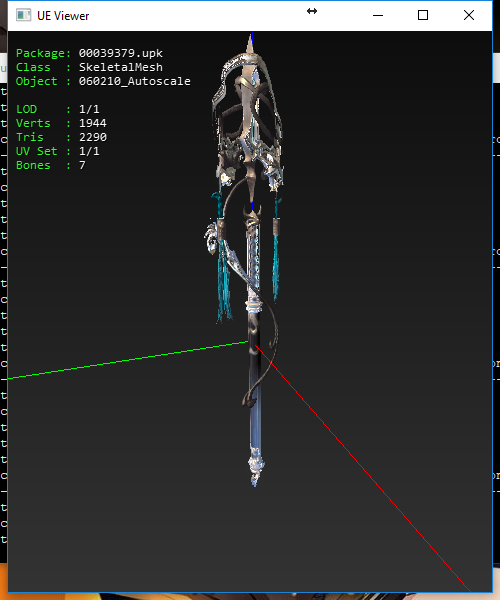 UE Viewer
Package: 00039379.upk
Class  : SkeletalMesh
Object : 060210_Autoscale
LOD    : 1/1
Verts  : 1944
Tris   : 2290
UV Set : 1/1
Bones  : 7